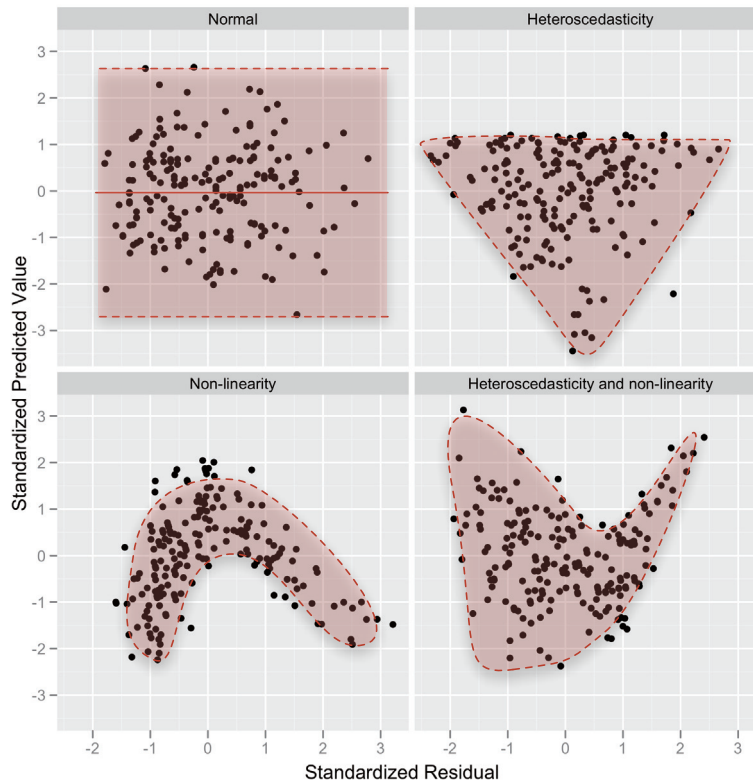 Normal
Heteroscedasticity
3
2
1
0
-1
-2
-3
Non-linearity
Heteroscedasticity and non-linearity
3
2
1
0
-1
-2
-3
-2 -1 0 1 2 3
-2 -1 0 1 2 3
Standardized Predicted Value
Standardized Residual